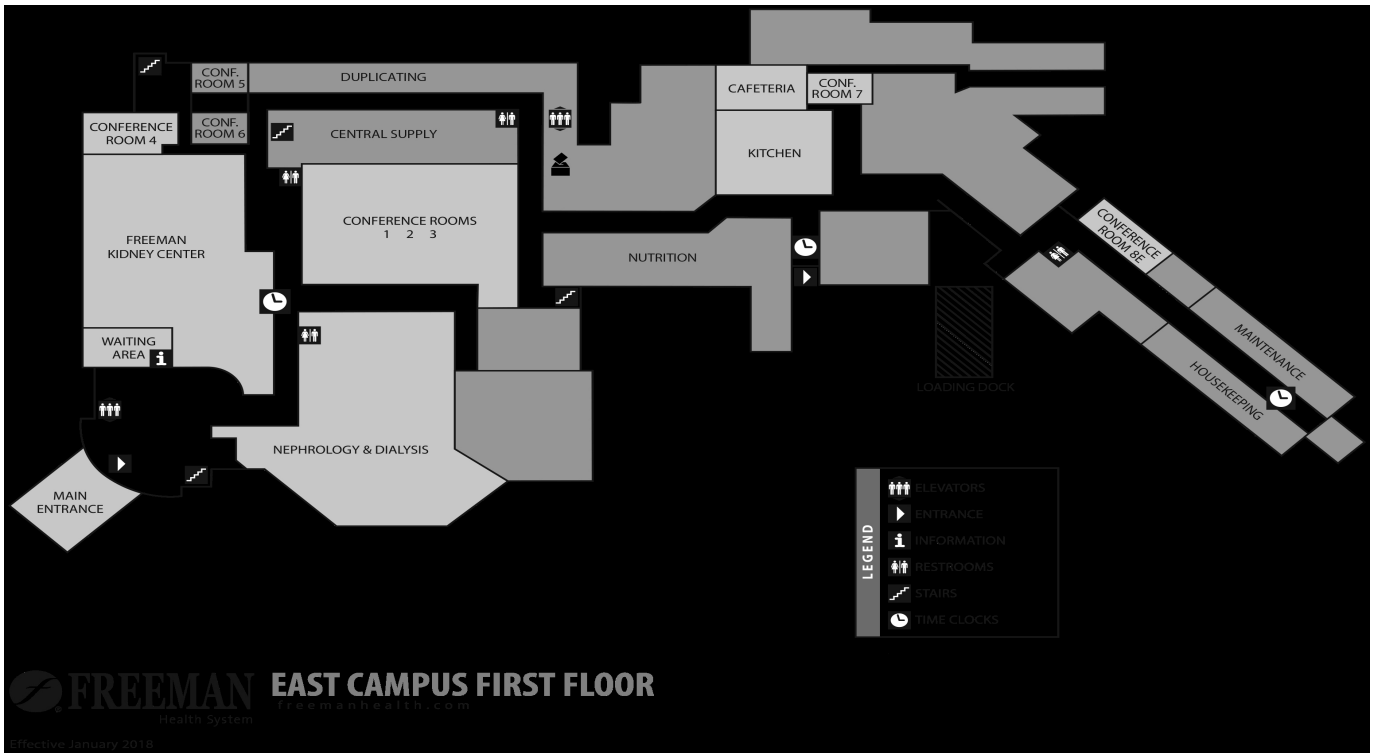 CONF.
ROOM 5
DUPLICATING
CAFETERIA
CONF.
ROOM 7
CONFERENCE
ROOM 4
CONF.
ROOM 6
CENTRAL SUPPLY
KITCHEN
CONFERENCE ROOMS
1 2 3
FREEMAN
KIDNEY CENTER
NUTRITION
CONFERENCE
ROOM 8E
WAITING
AREA
i
MAINTENANCE
HOUSEKEEPING
LOADING DOCK
NEPHROLOGY & DIALYSIS
MAIN
ENTRANCE
LEGEND
ELEVATORS
ENTRANCE
i INFORMATION
RESTROOMS
STAIRS
TIME CLOCKS
f FREEMAN
Health System
EAST CAMPUS FIRST FLOOR
freemanhealth.com
Effective January 2018